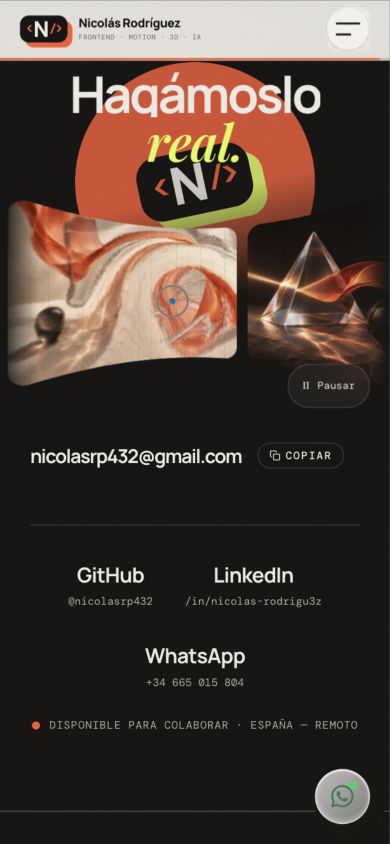 <N/>
Nicolás Rodríguez
FRONTEND · MOTION · 3D · IA
Hagámoslo
real.
<N/>
Pausar
nicolasrp432@gmail.com
COPIAR
GitHub
LinkedIn
@nicolasrp432
/in/nicolas-rodrigu3z
WhatsApp
+34 665 015 804
DISPONIBLE PARA COLABORAR · ESPAÑA — REMOTO